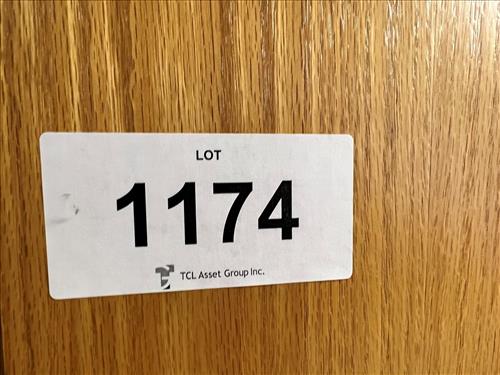 LOT
1174
TCL Asset Group Inc.